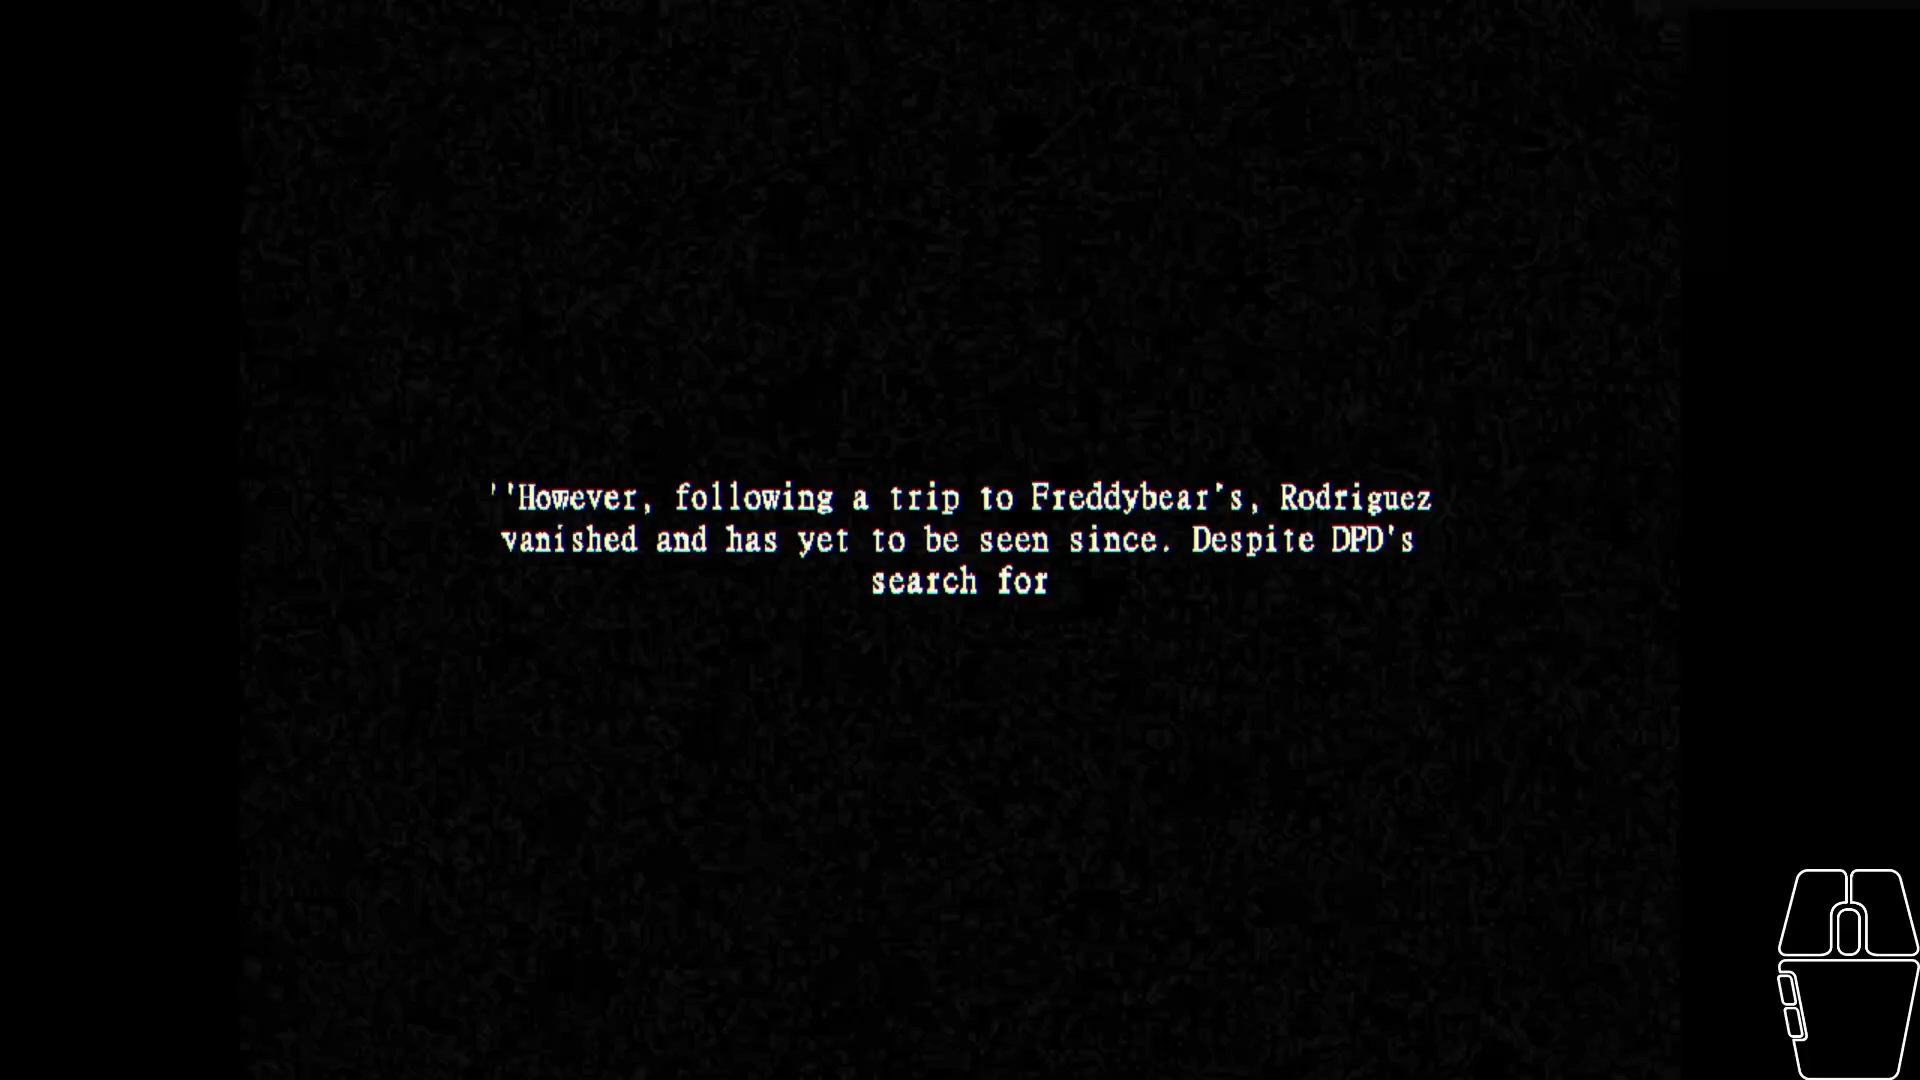 ''However, following a trip to Freddybear's, Rodriguez
vanished and has yet to be seen since. Despite DPD's
search for